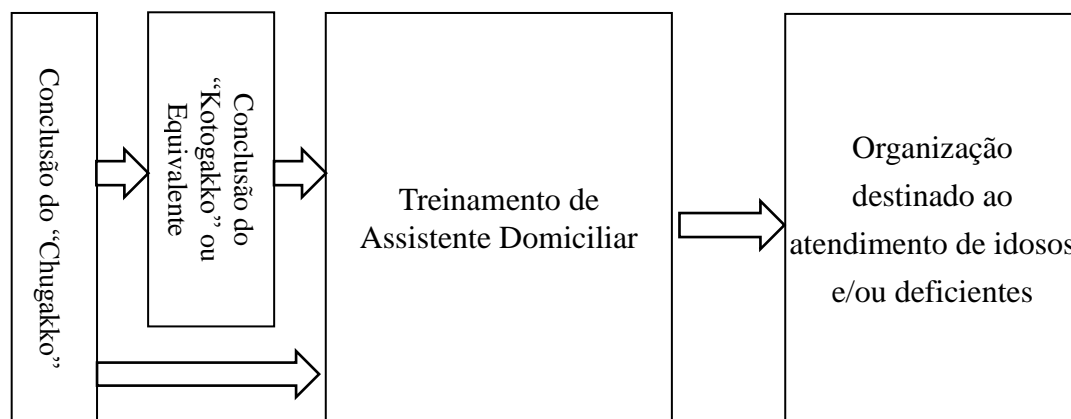 Conclusão do “Chugakko”
Conclusão do
“Kotogakko” ou
Equivalente
Treinamento de
Assistente Domiciliar
Organização
destinado ao
atendimento de idosos
e/ou deficientes